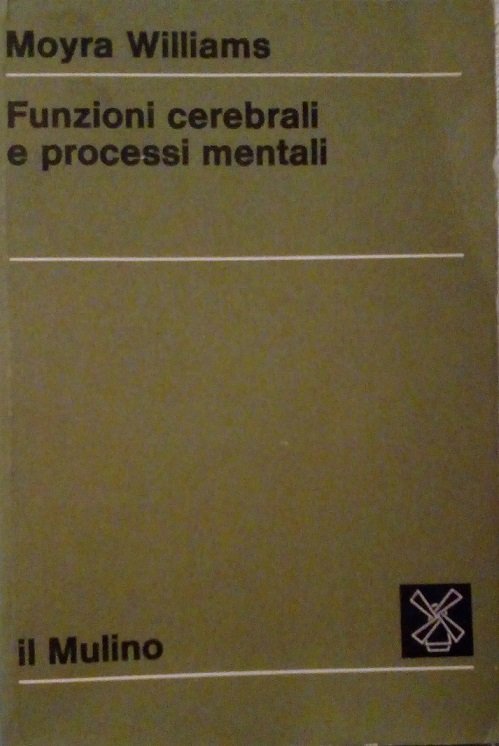 Moyra Williams
Funzioni cerebrali
e processi mentali
il Mulino